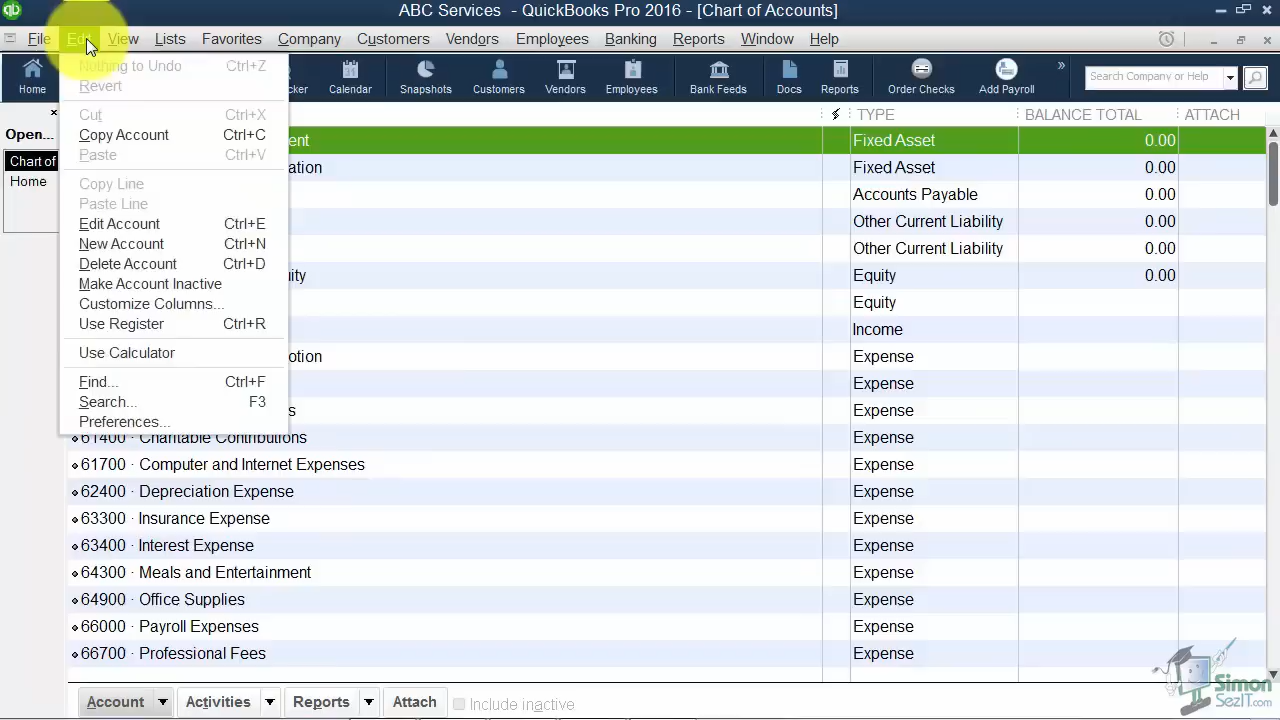 ABC Services - QuickBooks Pro 2016 - [Chart of Accounts]
File Edit View Lists Favorites Company Customers Vendors Employees Banking Reports Window Help
Home Calendar Snapshots Customers Vendors Employees Bank Feeds Docs Reports Order Checks Add Payroll » Search Company or Help
Nothing to Undo Ctrl+Z
Revert
Cut Ctrl+X
Copy Account Ctrl+C
Paste Ctrl+V
Copy Line
Paste Line
Edit Account Ctrl+E
New Account Ctrl+N
Delete Account Ctrl+D
Make Account Inactive
Customize Columns...
Use Register Ctrl+R
Use Calculator
Find... Ctrl+F
Search... F3
Preferences...
Open...
Chart of
Home
TYPE BALANCE TOTAL ATTACH
Fixed Asset 0.00
ation Fixed Asset 0.00
Accounts Payable 0.00
Other Current Liability 0.00
Other Current Liability 0.00
Equity 0.00
Equity
Income
otion Expense
Expense
Expense
61400 · Charitable Contributions Expense
61700 · Computer and Internet Expenses Expense
62400 · Depreciation Expense Expense
63300 · Insurance Expense Expense
63400 · Interest Expense Expense
64300 · Meals and Entertainment Expense
64900 · Office Supplies Expense
66000 · Payroll Expenses Expense
66700 · Professional Fees Expense
Account Activities Reports Attach Include inactive
Simon
SezIT.com